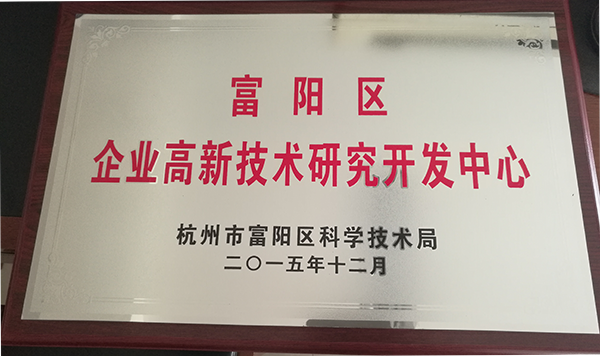 富阳区
企业高新技术研究开发中心
杭州市富阳区科学技术局
二〇一五年十二月